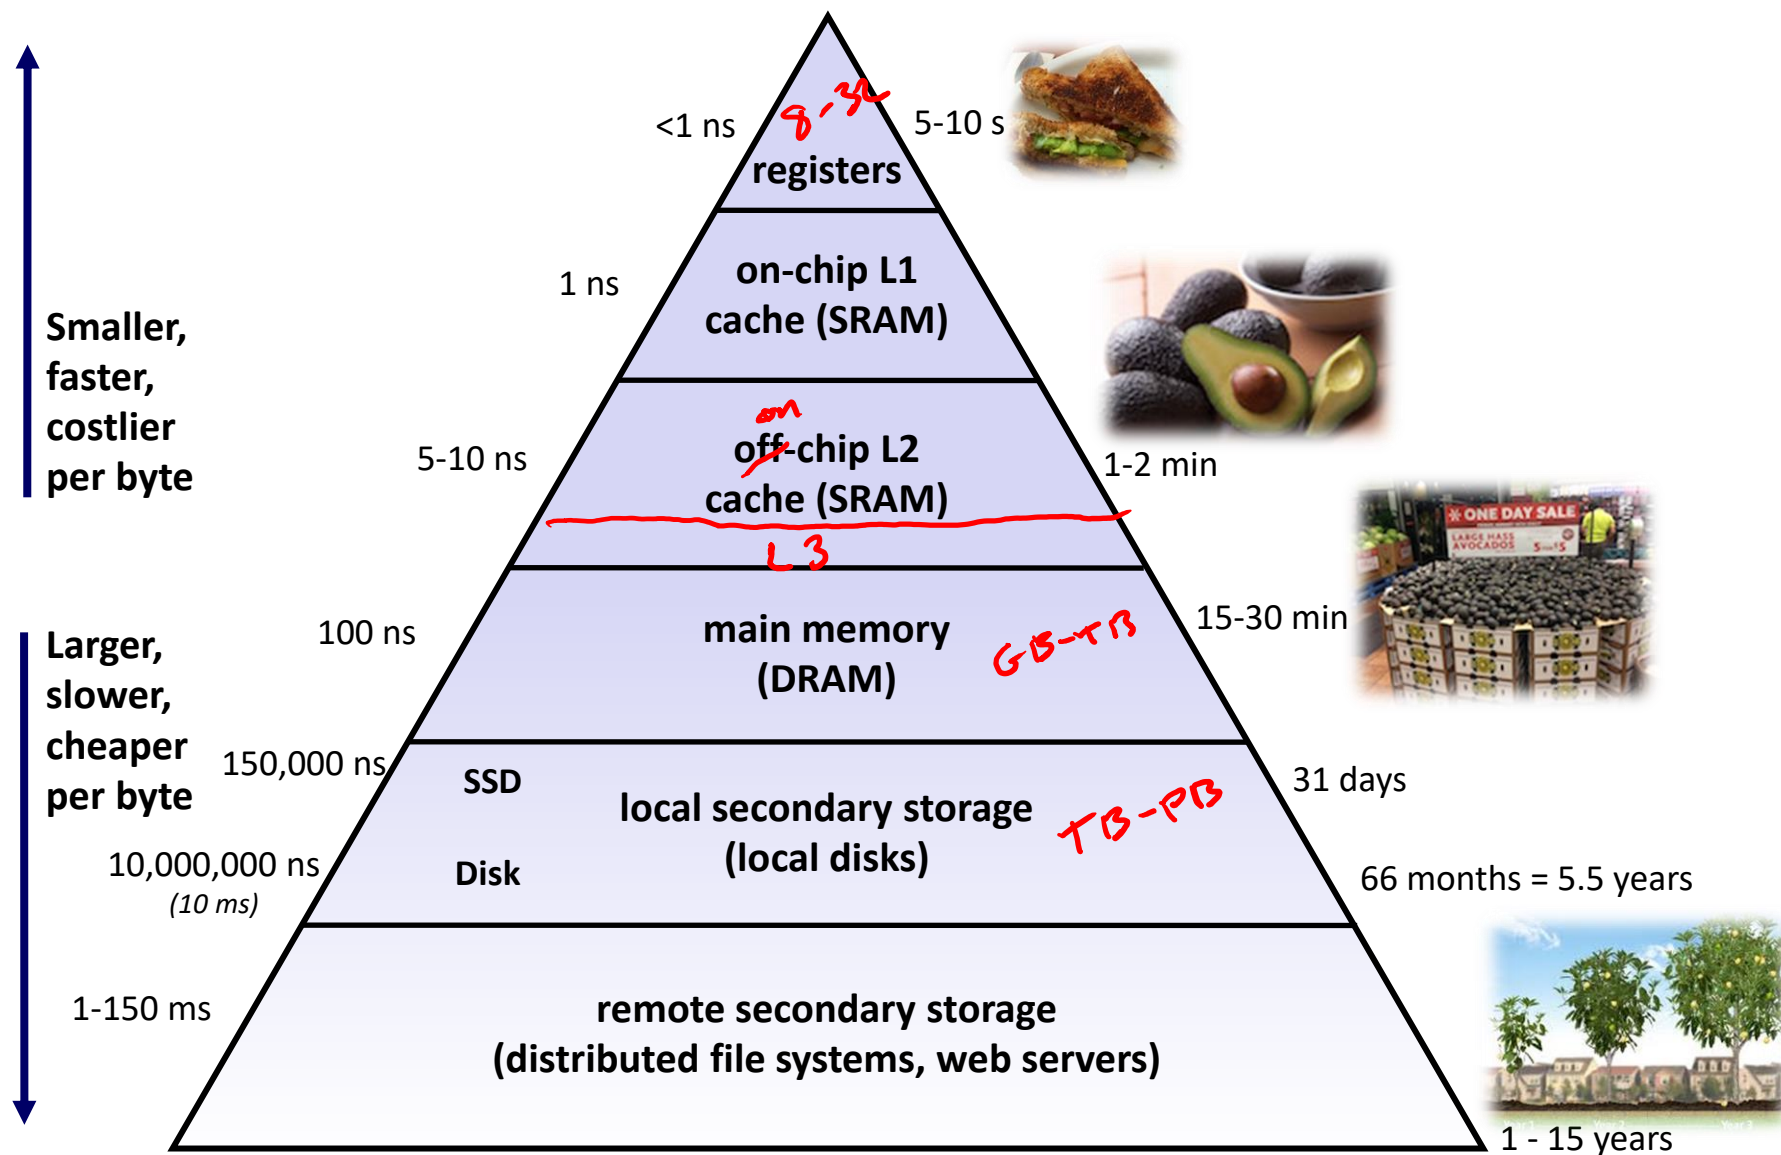 8-32
<1 ns
5-10 s
registers
1 ns
on-chip L1
cache (SRAM)
Smaller,
faster,
costlier
per byte
on
5-10 ns
off-chip L2
cache (SRAM)
1-2 min
L3
* ONE DAY SALE
LARGE HASS
AVOCADOS
5 $5
100 ns
main memory
(DRAM)
GB-TB
15-30 min
Larger,
slower,
cheaper
per byte
150,000 ns
SSD
local secondary storage
(local disks)
TB-PB
31 days
10,000,000 ns
(10 ms)
Disk
66 months = 5.5 years
1-150 ms
remote secondary storage
(distributed file systems, web servers)
1 - 15 years